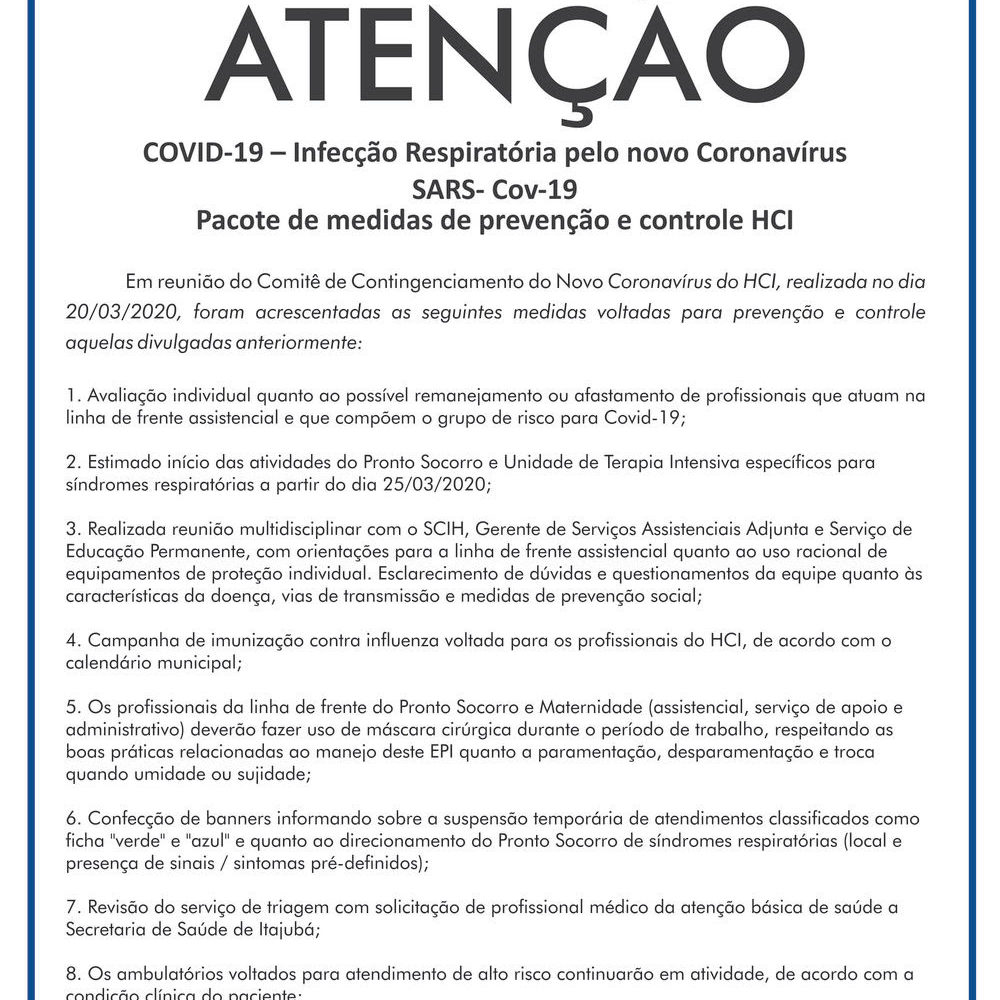 ATENÇÃO
COVID-19 – Infecção Respiratória pelo novo Coronavírus
SARS- Cov-19
Pacote de medidas de prevenção e controle HCI
Em reunião do Comitê de Contingenciamento do Novo Coronavírus do HCI, realizada no dia
20/03/2020, foram acrescentadas as seguintes medidas voltadas para prevenção e controle
aquelas divulgadas anteriormente:
1. Avaliação individual quanto ao possível remanejamento ou afastamento de profissionais que atuam na
linha de frente assistencial e que compõem o grupo de risco para Covid-19;
2. Estimado início das atividades do Pronto Socorro e Unidade de Terapia Intensiva específicos para
síndromes respiratórias a partir do dia 25/03/2020;
3. Realizada reunião multidisciplinar com o SCIH, Gerente de Serviços Assistenciais Adjunta e Serviço de
Educação Permanente, com orientações para a linha de frente assistencial quanto ao uso racional de
equipamentos de proteção individual. Esclarecimento de dúvidas e questionamentos da equipe quanto às
características da doença, vias de transmissão e medidas de prevenção social;
4. Campanha de imunização contra influenza voltada para os profissionais do HCI, de acordo com o
calendário municipal;
5. Os profissionais da linha de frente do Pronto Socorro e Maternidade (assistencial, serviço de apoio e
administrativo) deverão fazer uso de máscara cirúrgica durante o período de trabalho, respeitando as
boas práticas relacionadas ao manejo deste EPI quanto a paramentação, desparamentação e troca
quando umidade ou sujidade;
6. Confecção de banners informando sobre a suspensão temporária de atendimentos classificados como
ficha "verde" e "azul" e quanto ao direcionamento do Pronto Socorro de síndromes respiratórias (local e
presença de sinais / sintomas pré-definidos);
7. Revisão do serviço de triagem com solicitação de profissional médico da atenção básica de saúde a
Secretaria de Saúde de Itajubá;
8. Os ambulatórios voltados para atendimento de alto risco continuarão em atividade, de acordo com a
condição clínica do paciente;